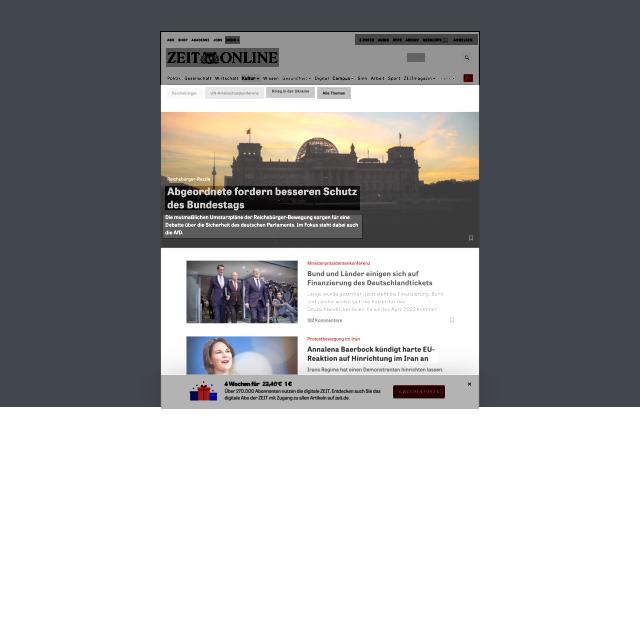 ABO SHOP ACADEMIE JOBS MEHR
E-PAPER AUDIO APPS ARCHIV ANMELDEN
ZEIT ONLINE
Politik Gesellschaft Wirtschaft Kultur Wissen Gesundheit Digital Campus Sinn Arbeit Sport ZEITmagazin
Reichsbürger UN-Artenschutzkonferenz Krieg in der Ukraine Alle Themen
Reichsbürger-Razzia
Abgeordnete fordern besseren Schutz
des Bundestags
Die mutmaßlichen Umsturzpläne der Reichsbürger-Bewegung sorgen für eine
Debatte über die Sicherheit des deutschen Parlaments. Im Fokus steht dabei auch
die AfD.
Ministerpräsidentenkonferenz
Bund und Länder einigen sich auf
Finanzierung des Deutschlandtickets
Lange wurde gestritten, jetzt steht die Finanzierung: Bund
und Länder wollen sich die Kosten für das
Deutschlandticket teilen. Es soll bis April 2023 kommen.
182 Kommentare
Protestbewegung im Iran
Annalena Baerbock kündigt harte EU-
Reaktion auf Hinrichtung im Iran an
Irans Regime hat einen Demonstranten hinrichten lassen.
4 Wochen für 23,40 € 1 €
Über 270.000 Abonnenten nutzen die digitale ZEIT. Entdecken auch Sie das
digitale Abo der ZEIT mit Zugang zu allen Artikeln auf zeit.de.